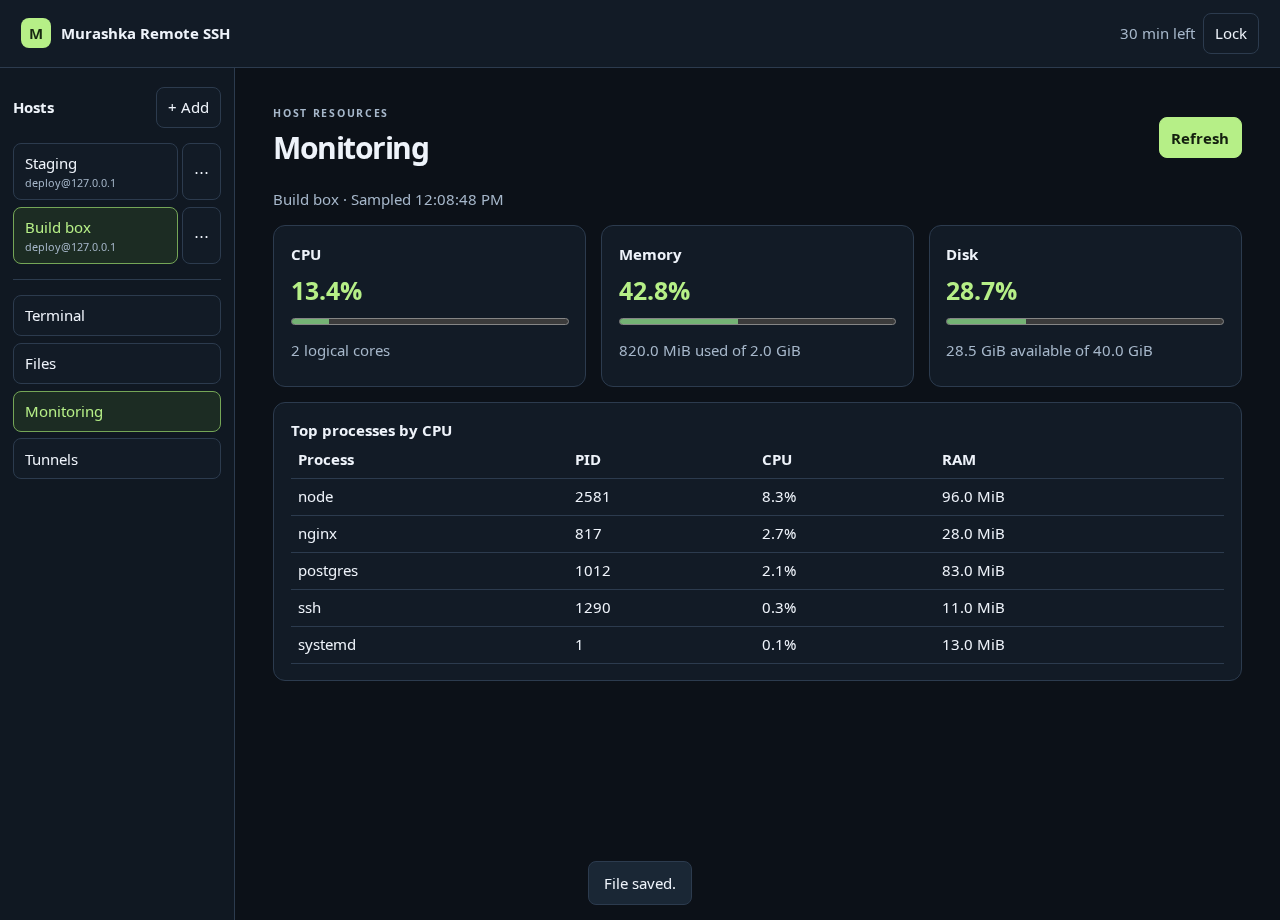 M Murashka Remote SSH
30 min left Lock
Hosts + Add
Staging
deploy@127.0.0.1
...
Build box
deploy@127.0.0.1
...
Terminal
Files
Monitoring
Tunnels
HOST RESOURCES
Monitoring
Refresh
Build box · Sampled 12:08:48 PM
CPU
13.4%
2 logical cores
Memory
42.8%
820.0 MiB used of 2.0 GiB
Disk
28.7%
28.5 GiB available of 40.0 GiB
Top processes by CPU
Process PID CPU RAM
node 2581 8.3% 96.0 MiB
nginx 817 2.7% 28.0 MiB
postgres 1012 2.1% 83.0 MiB
ssh 1290 0.3% 11.0 MiB
systemd 1 0.1% 13.0 MiB
File saved.